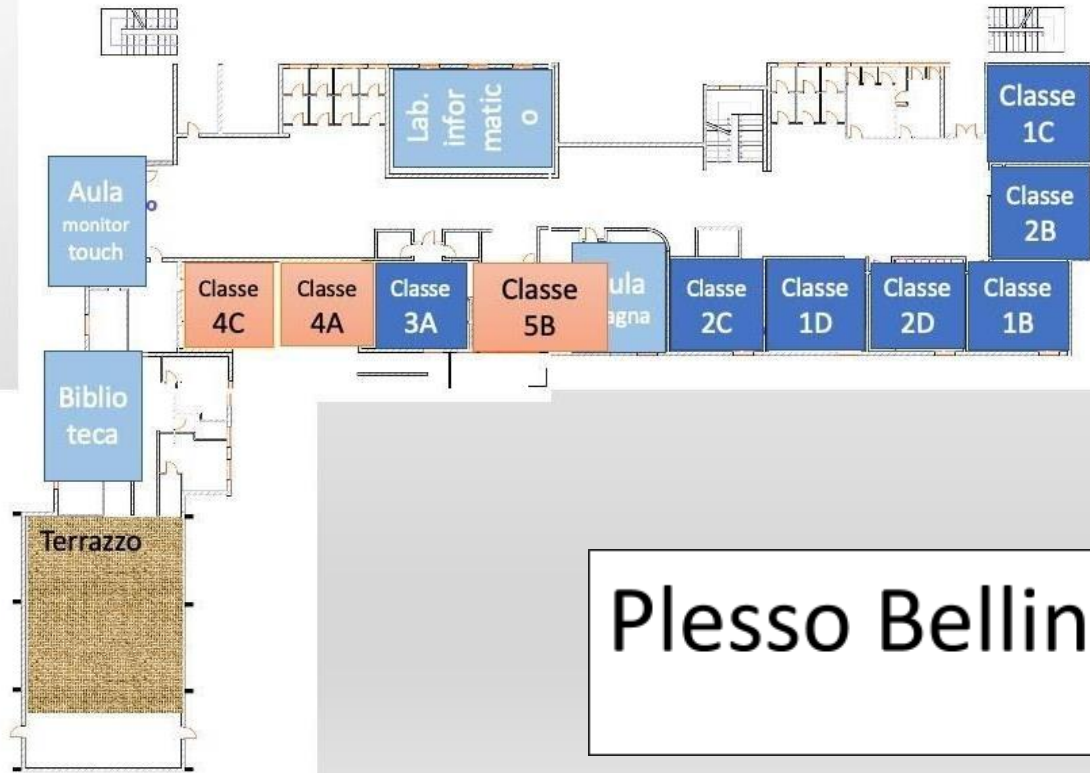 Lab.
infor
matic
o
Classe
1C
Aula
monitor
touch
o
Classe
2B
Classe
4C
Classe
4A
Classe
3A
Classe
5B
ula
agna
Classe
2C
Classe
1D
Classe
2D
Classe
1B
Biblio
teca
Terrazzo
Plesso Bellin